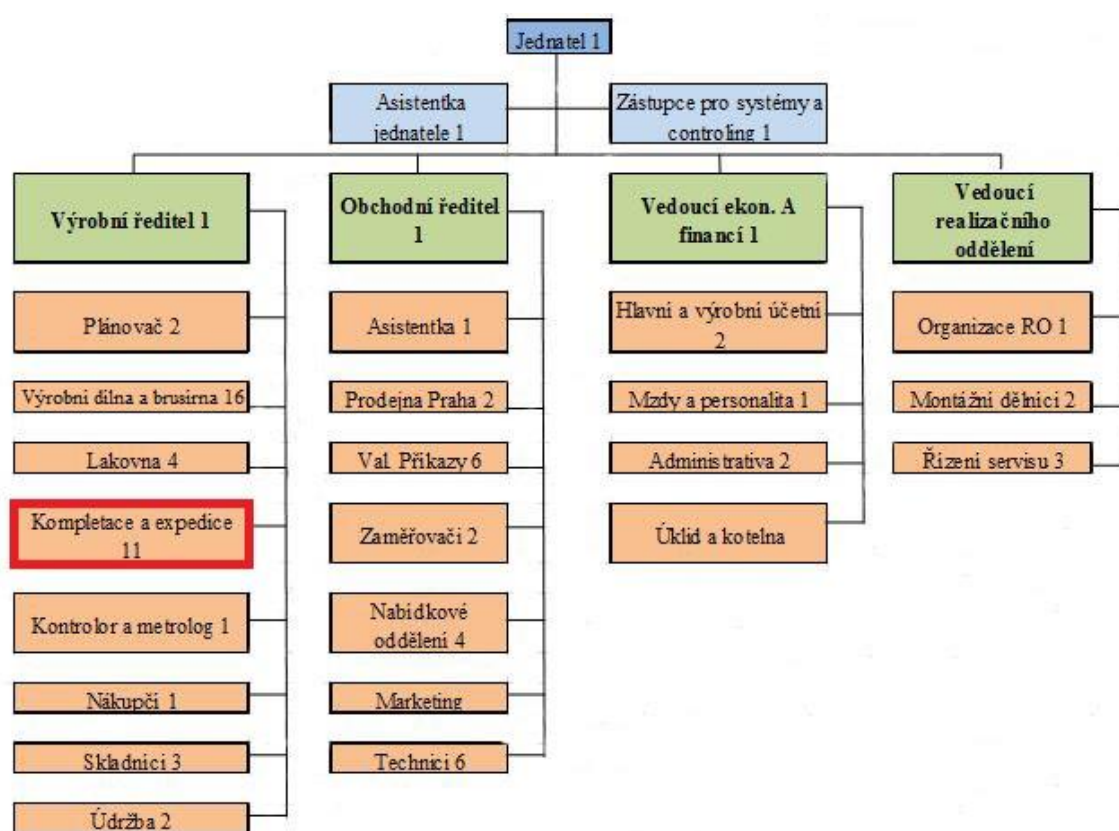 Jednatel 1
Asistentka
jednatele 1
Zástupce pro systémy a
controling 1
Výrobní ředitel 1
Plánovač 2
Výrobní dílna a brusírna 16
Lakovna 4
Kompletace a expedice
11
Kontrolor a metrolog 1
Nákupčí 1
Skladníci 3
Údržba 2
Obchodní ředitel
1
Asistentka 1
Prodejna Praha 2
Val. Příkazy 6
Zaměřovači 2
Nabídkové
oddělení 4
Marketing
Technici 6
Vedoucí ekon. A
financí 1
Hlavní a výrobní účetní
2
Mzdy a personalita 1
Administrativa 2
Úklid a kotelna
Vedoucí
realizačního
oddělení
Organizace RO 1
Montážní dělníci 2
Řízení servisu 3